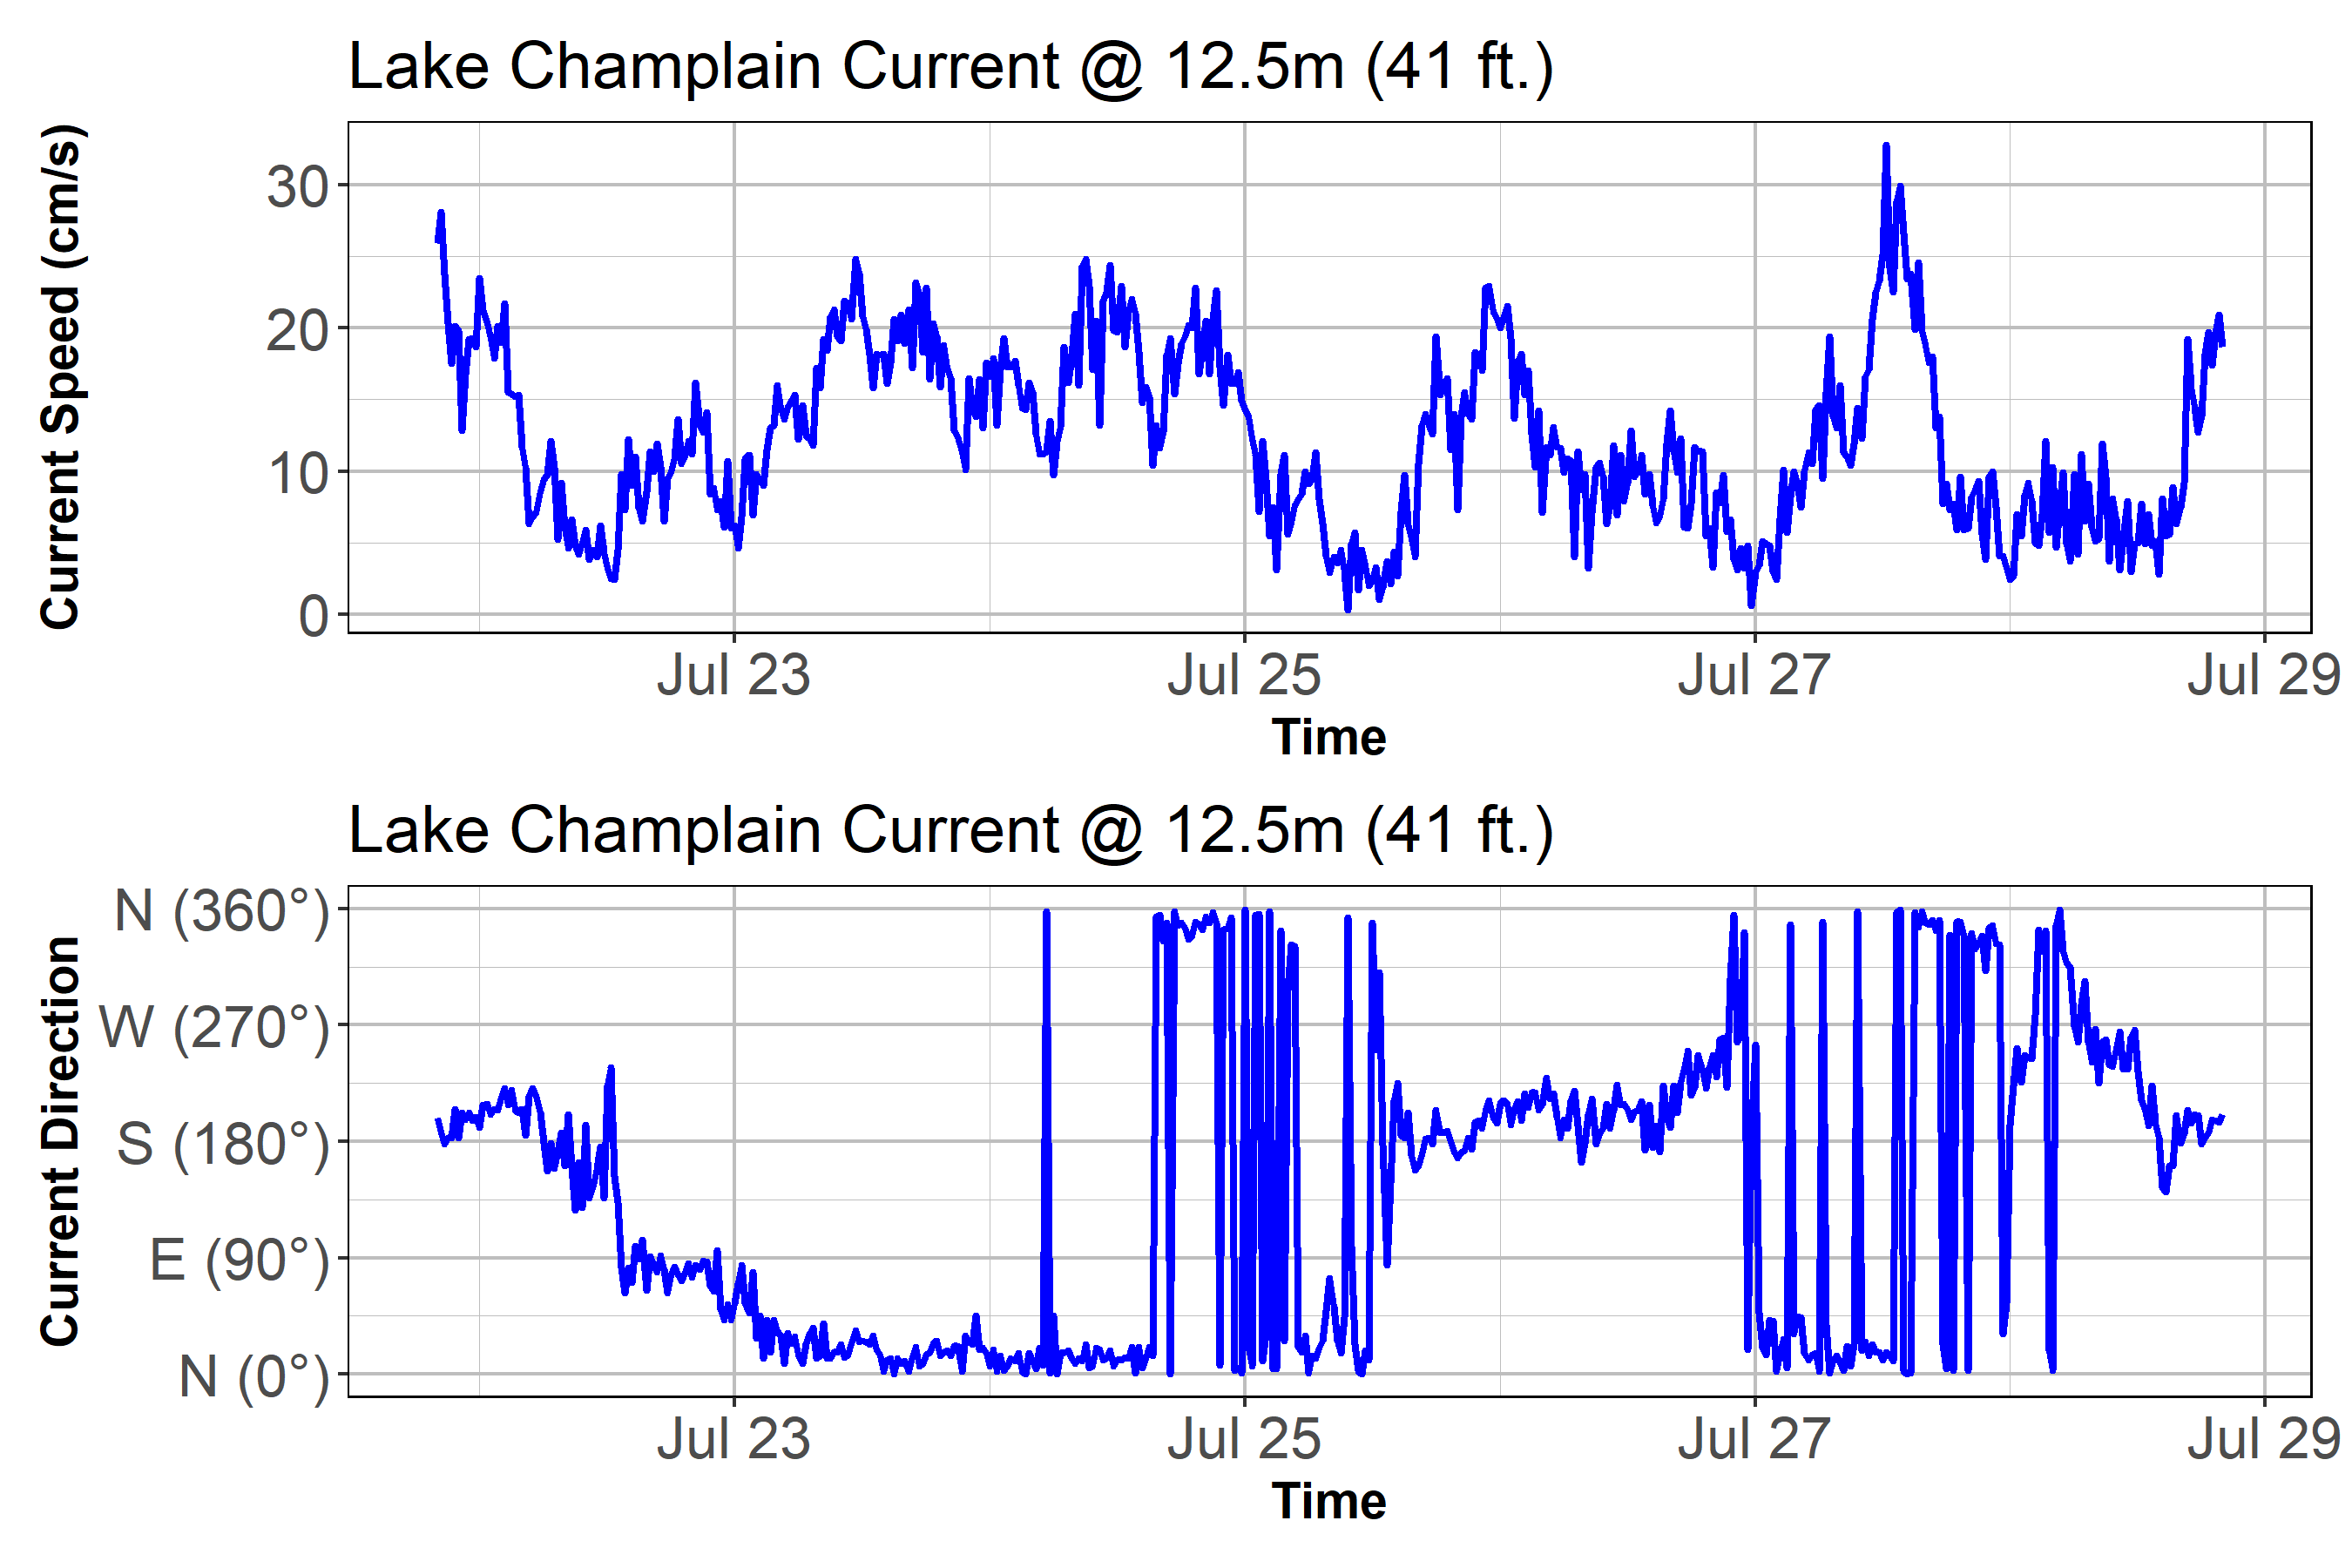 Lake Champlain Current @ 12.5m (41 ft.)
Current Speed (cm/s)
30
20
10
0
Jul 23 Jul 25 Jul 27 Jul 29
Time
Lake Champlain Current @ 12.5m (41 ft.)
Current Direction
N (360°)
W (270°)
S (180°)
E (90°)
N (0°)
Jul 23 Jul 25 Jul 27 Jul 29
Time